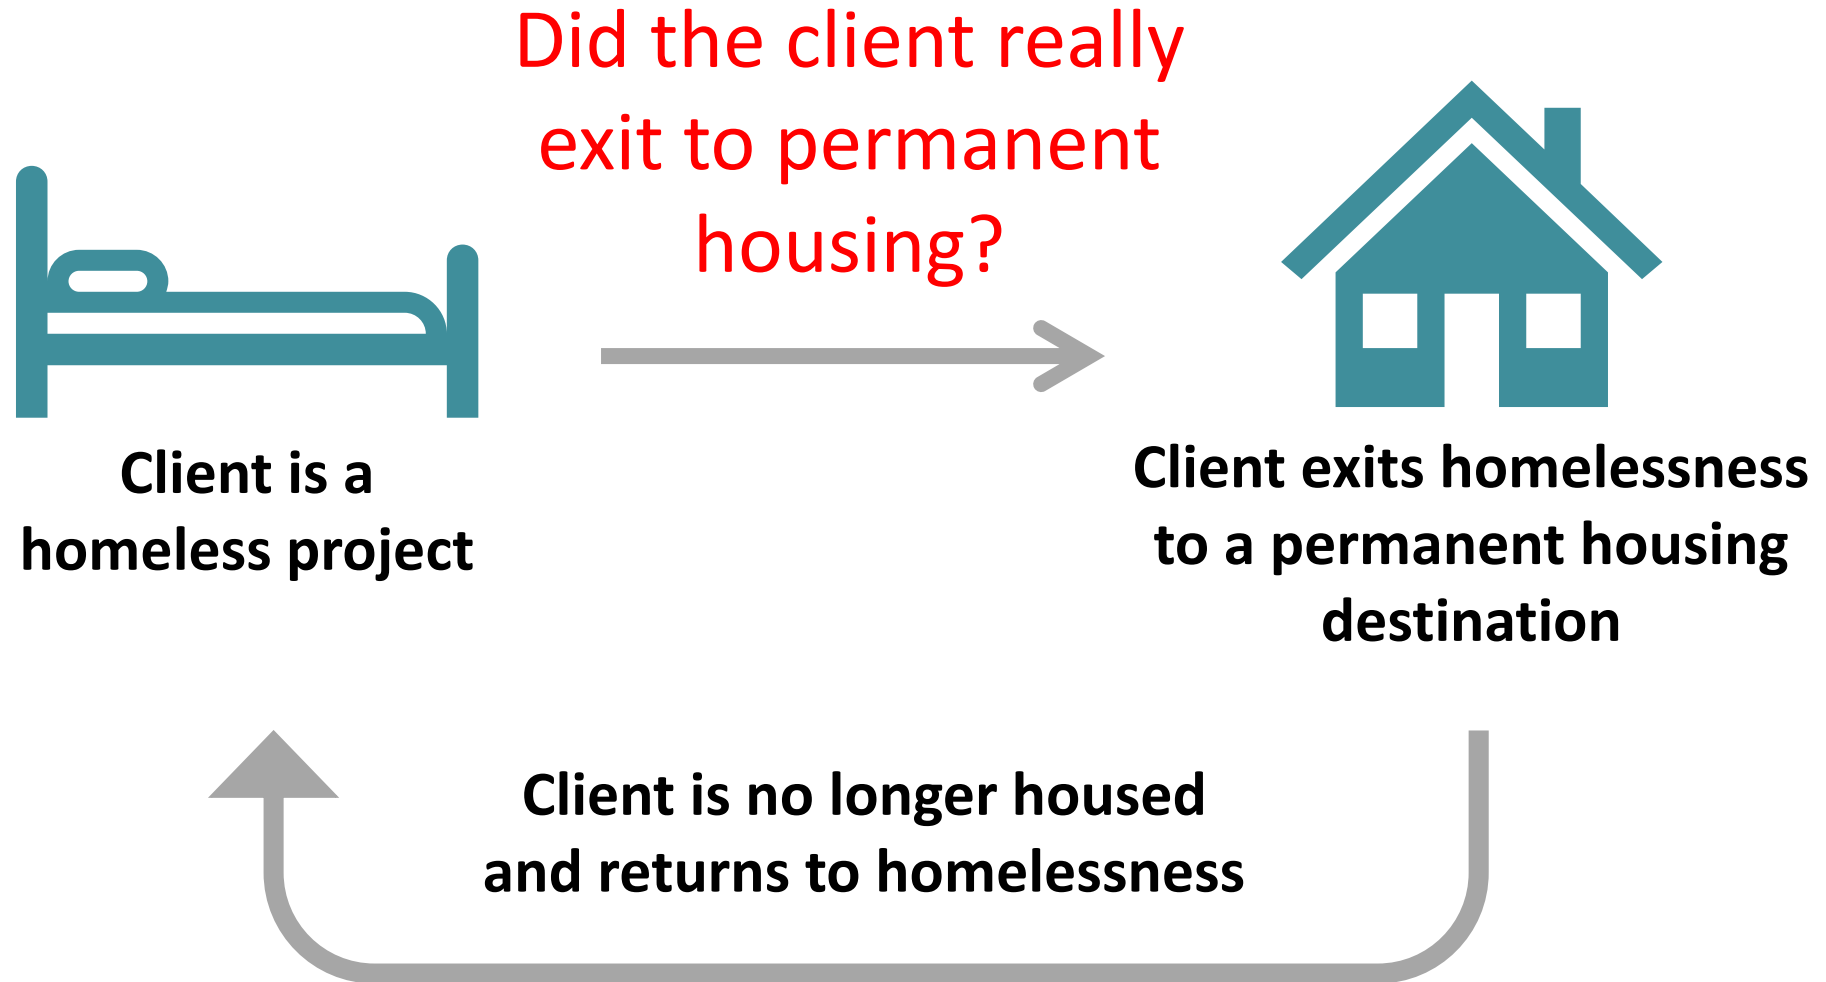 Did the client really
exit to permanent
housing?
Client is a
homeless project
Client exits homelessness
to a permanent housing
destination
Client is no longer housed
and returns to homelessness